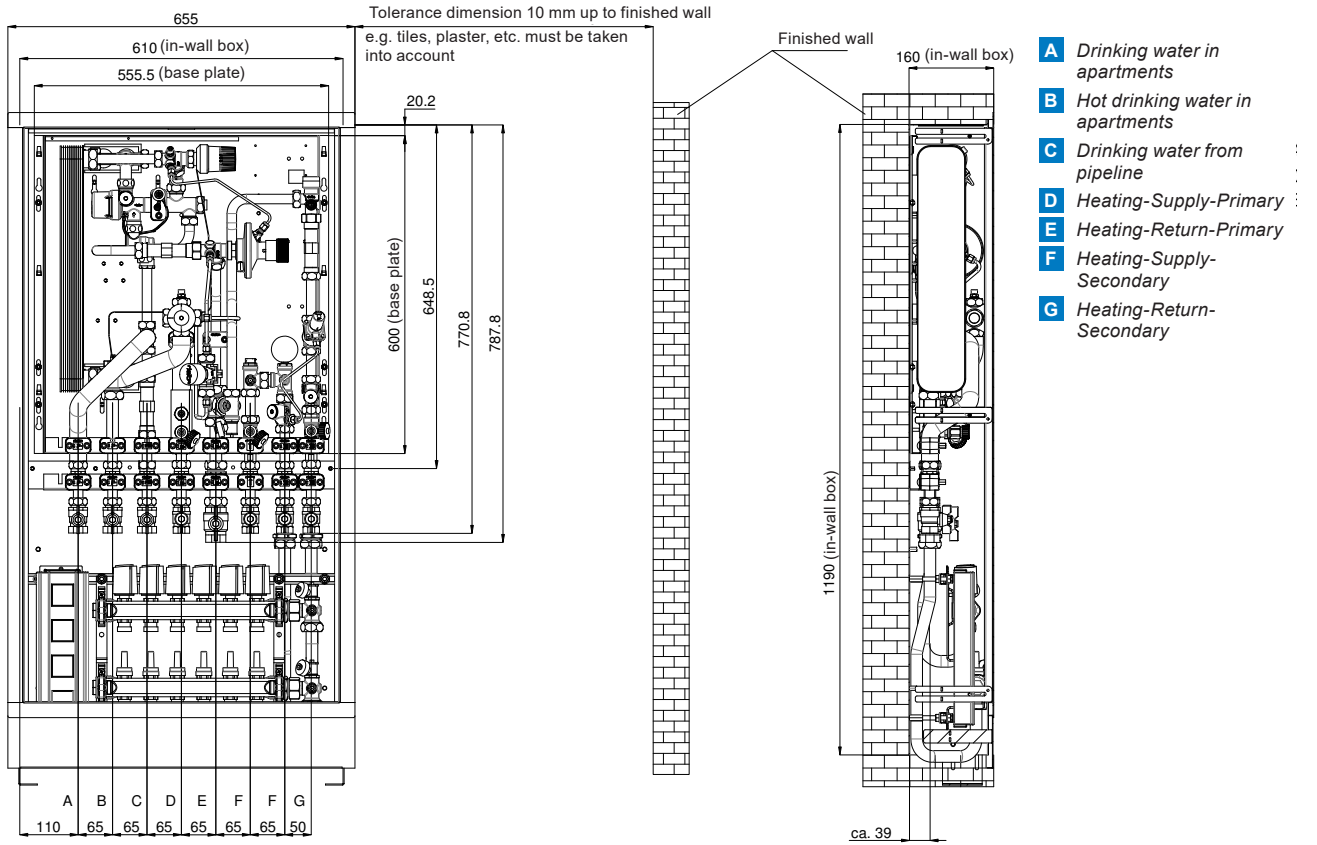 655
Tolerance dimension 10 mm up to finished wall
e.g. tiles, plaster, etc. must be taken
into account
610 (in-wall box)
555.5 (base plate)
20.2
600 (base plate)
648.5
770.8
787.8
Finished wall
160 (in-wall box)
1190 (in-wall box)
A Drinking water in
apartments
B Hot drinking water in
apartments
C Drinking water from
pipeline
D Heating-Supply-Primary
E Heating-Return-Primary
F Heating-Supply-
Secondary
G Heating-Return-
Secondary
A B C D E F F G
110 65 65 65 65 65 65 50
ca. 39